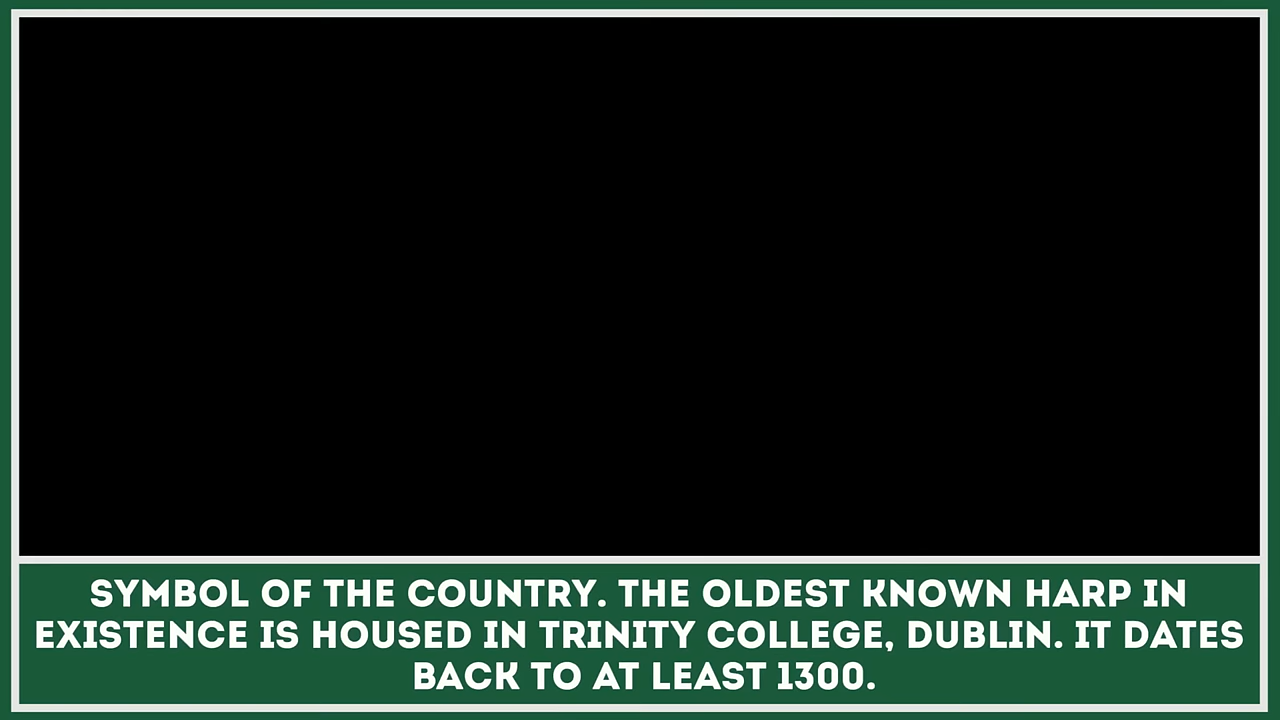 SYMBOL OF THE COUNTRY. THE OLDEST KNOWN HARP IN
EXISTENCE IS HOUSED IN TRINITY COLLEGE, DUBLIN. IT DATES
BACK TO AT LEAST 1300.